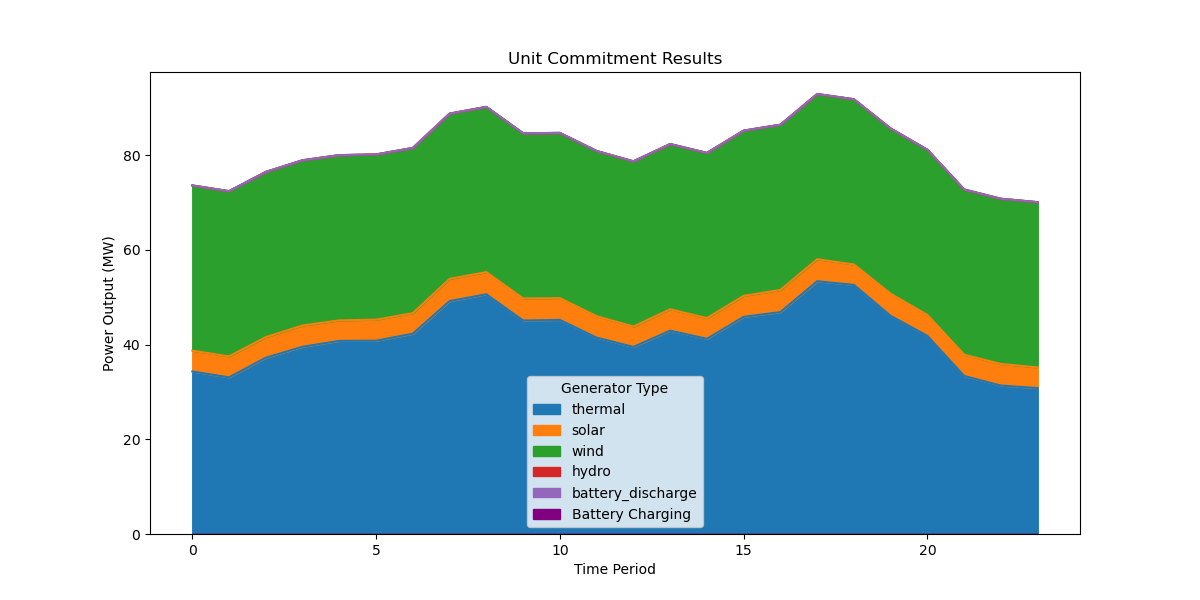 Unit Commitment Results
Power Output (MW)
80
60
40
20
0
Generator Type
thermal
solar
wind
hydro
battery_discharge
Battery Charging
0 5 10 15 20
Time Period